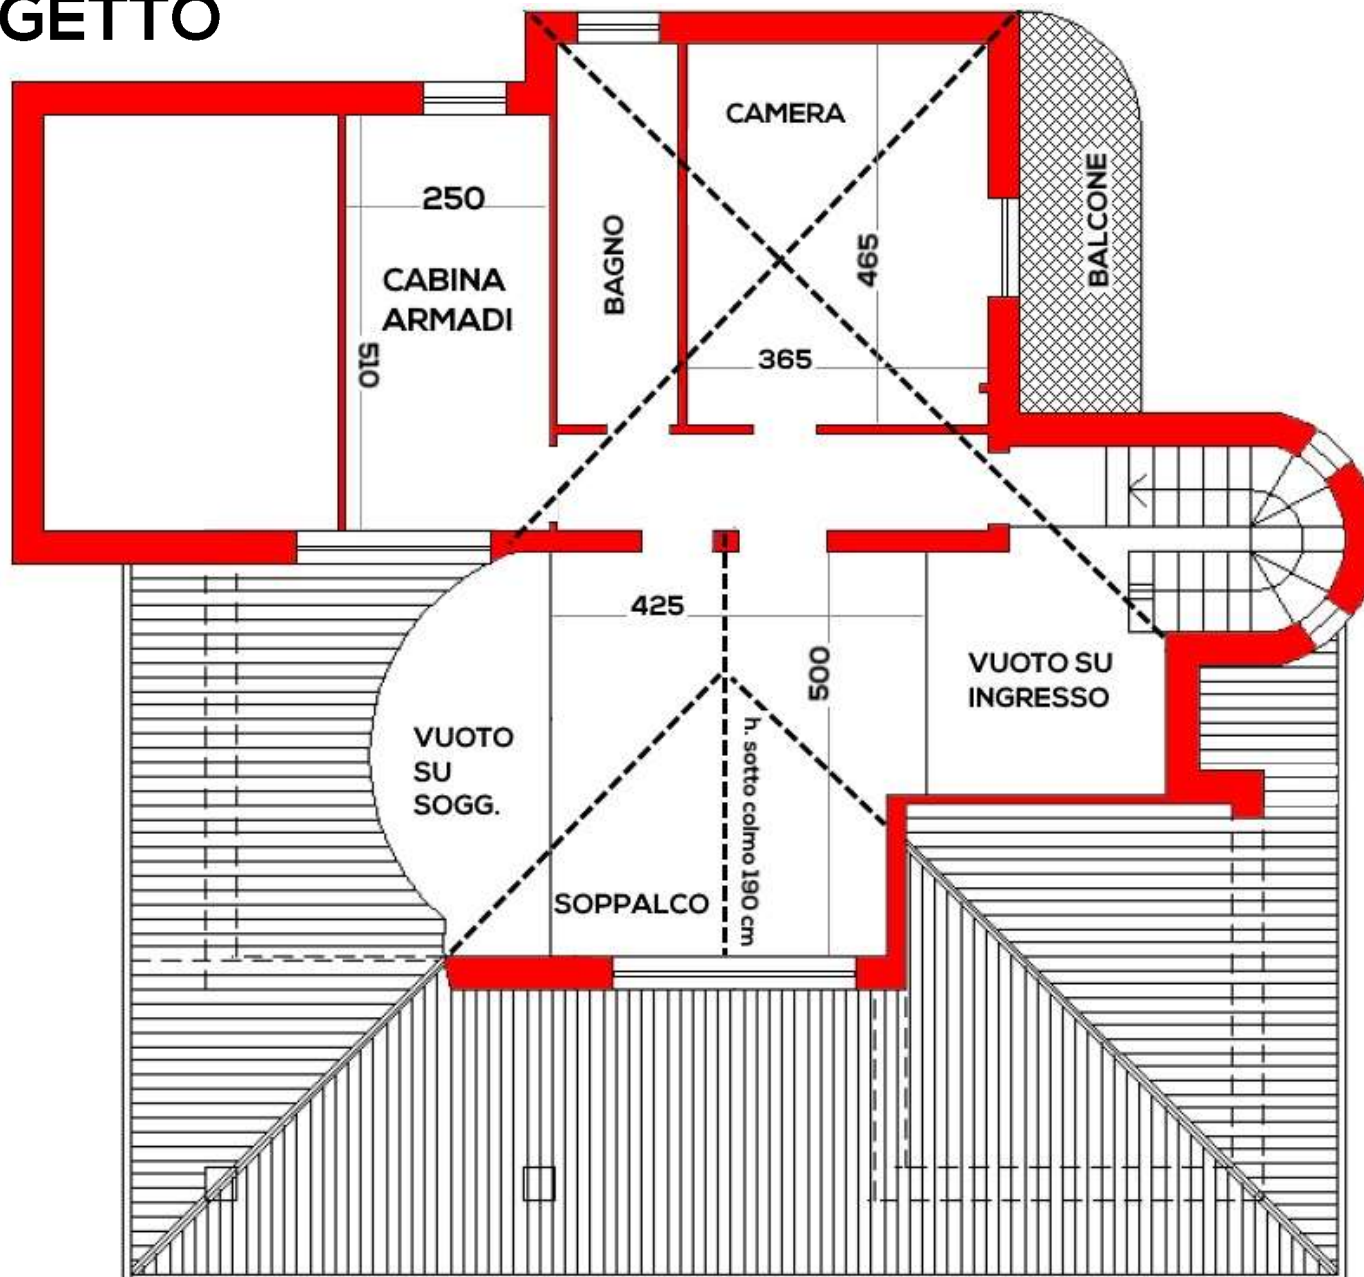 GETTO
CAMERA
BALCONE
250
BAGNO
465
CABINA
ARMADI
510
365
425
500
VUOTO SU
INGRESSO
VUOTO
SU
SOGG.
h. sotto colmo 190 cm
SOPPALCO